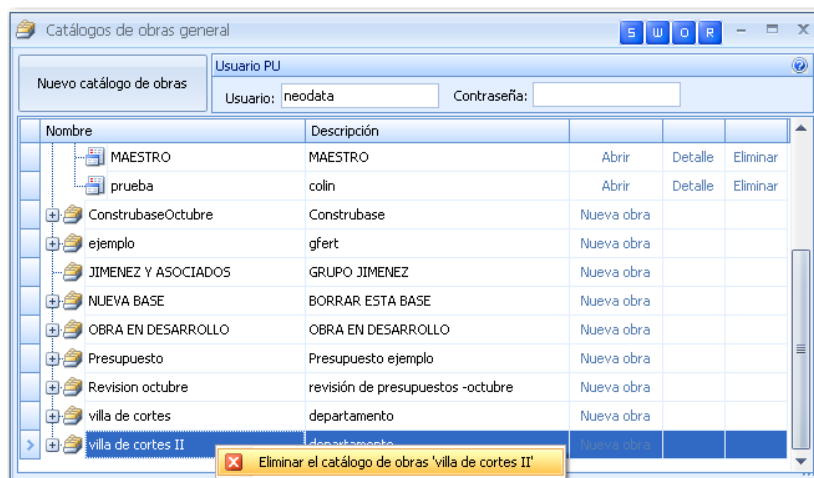 Catálogos de obras general S W O R
Nuevo catálogo de obras
Usuario PU
Usuario: neodata Contraseña:
Nombre Descripción
MAESTRO MAESTRO Abrir Detalle Eliminar
prueba colin Abrir Detalle Eliminar
ConstrubaseOctubre Construbase Nueva obra
ejemplo gfert Nueva obra
JIMENEZ Y ASOCIADOS GRUPO JIMENEZ Nueva obra
NUEVA BASE BORRAR ESTA BASE Nueva obra
OBRA EN DESARROLLO OBRA EN DESARROLLO Nueva obra
Presupuesto Presupuesto ejemplo Nueva obra
Revision octubre revisión de presupuestos -octubre Nueva obra
villa de cortes departamento Nueva obra
villa de cortes II departamento Nueva obra
Eliminar el catálogo de obras 'villa de cortes II'